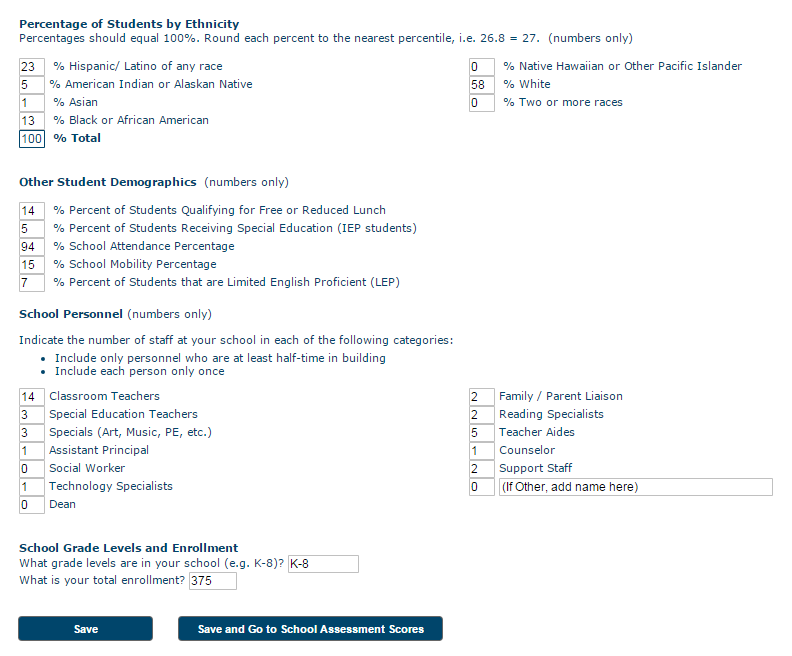 Percentage of Students by Ethnicity
Percentages should equal 100%. Round each percent to the nearest percentile, i.e. 26.8 = 27. (numbers only)
23 % Hispanic/ Latino of any race
5 % American Indian or Alaskan Native
1 % Asian
13 % Black or African American
100 % Total
0 % Native Hawaiian or Other Pacific Islander
58 % White
0 % Two or more races
Other Student Demographics (numbers only)
14 % Percent of Students Qualifying for Free or Reduced Lunch
5 % Percent of Students Receiving Special Education (IEP students)
94 % School Attendance Percentage
15 % School Mobility Percentage
7 % Percent of Students that are Limited English Proficient (LEP)
School Personnel (numbers only)
Indicate the number of staff at your school in each of the following categories:
• Include only personnel who are at least half-time in building
• Include each person only once
14 Classroom Teachers
3 Special Education Teachers
3 Specials (Art, Music, PE, etc.)
1 Assistant Principal
0 Social Worker
1 Technology Specialists
0 Dean
2 Family / Parent Liaison
2 Reading Specialists
5 Teacher Aides
1 Counselor
2 Support Staff
0 (If Other, add name here)
School Grade Levels and Enrollment
What grade levels are in your school (e.g. K-8)? K-8
What is your total enrollment? 375
Save
Save and Go to School Assessment Scores